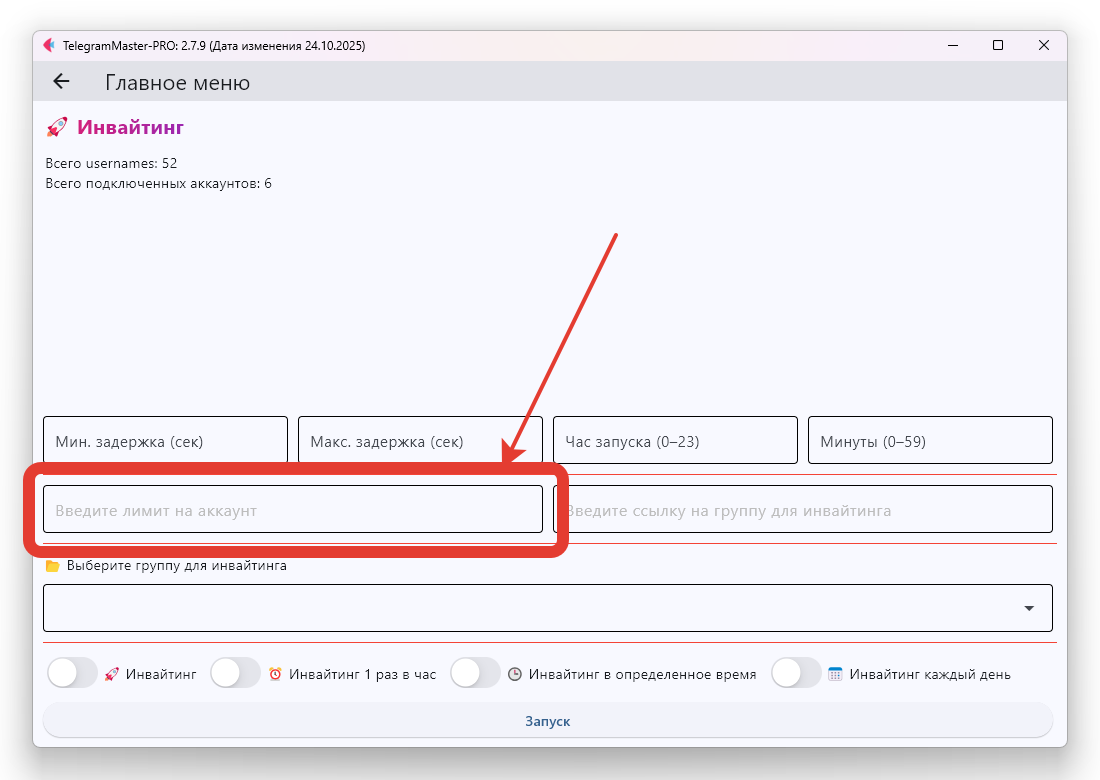 TelegramMaster-PRO: 2.7.9 (Дата изменения 24.10.2025)
Главное меню
Инвайтинг
Всего usernames: 52
Всего подключенных аккаунтов: 6
Мин. задержка (сек)
Макс. задержка (сек)
Час запуска (0–23)
Минуты (0–59)
Введите лимит на аккаунт
Введите ссылку на группу для инвайтинга
Выберите группу для инвайтинга
Инвайтинг
Инвайтинг 1 раз в час
Инвайтинг в определенное время
Инвайтинг каждый день
Запуск